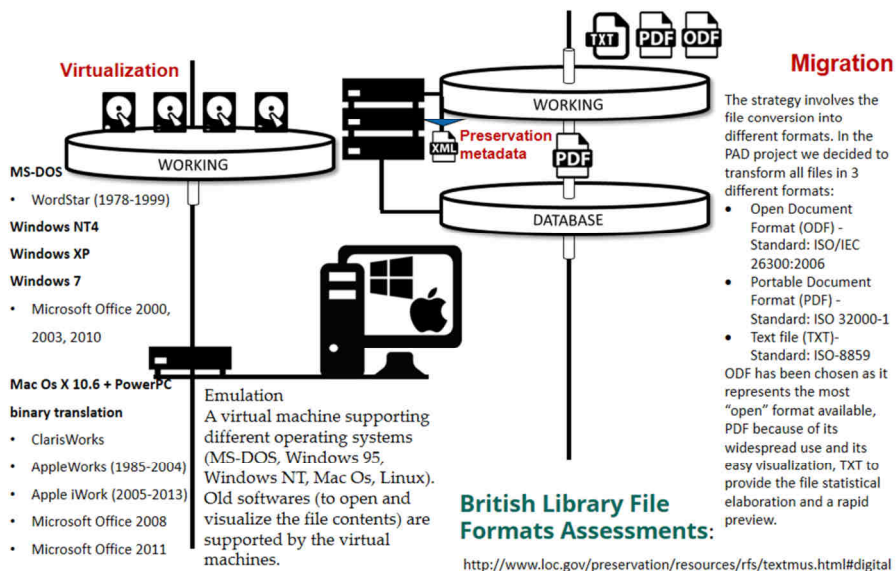 Virtualization
WORKING
MS-DOS
• WordStar (1978-1999)
Windows NT4
Windows XP
Windows 7
• Microsoft Office 2000,
2003, 2010
Mac Os X 10.6 + PowerPC
binary translation
• ClarisWorks
• AppleWorks (1985-2004)
• Apple iWork (2005-2013)
• Microsoft Office 2008
• Microsoft Office 2011
Emulation
A virtual machine supporting
different operating systems
(MS-DOS, Windows 95,
Windows NT, Mac Os, Linux).
Old softwares (to open and
visualize the file contents) are
supported by the virtual
machines.
TXT PDF ODF
WORKING
XML
Preservation
metadata
PDF
DATABASE
Migration
The strategy involves the
file conversion into
different formats. In the
PAD project we decided to
transform all files in 3
different formats:
• Open Document
Format (ODF) -
Standard: ISO/IEC
26300:2006
• Portable Document
Format (PDF) -
Standard: ISO 32000-1
• Text file (TXT)-
Standard: ISO-8859
ODF has been chosen as it
represents the most
“open” format available,
PDF because of its
widespread use and its
easy visualization, TXT to
provide the file statistical
elaboration and a rapid
preview.
British Library File
Formats Assessments:
http://www.loc.gov/preservation/resources/rfs/textmus.html#digital